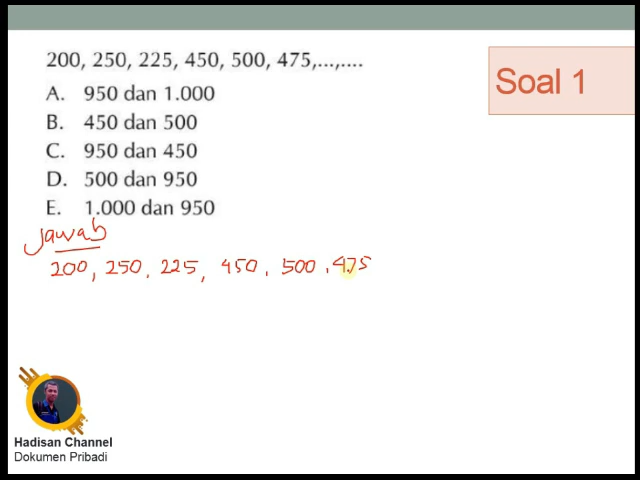 200, 250, 225, 450, 500, 475,...,....
Soal 1
A. 950 dan 1.000
B. 450 dan 500
C. 950 dan 450
D. 500 dan 950
E. 1.000 dan 950
Jawab
200, 250, 225, 450, 500, 475
Hadisan Channel
Dokumen Pribadi